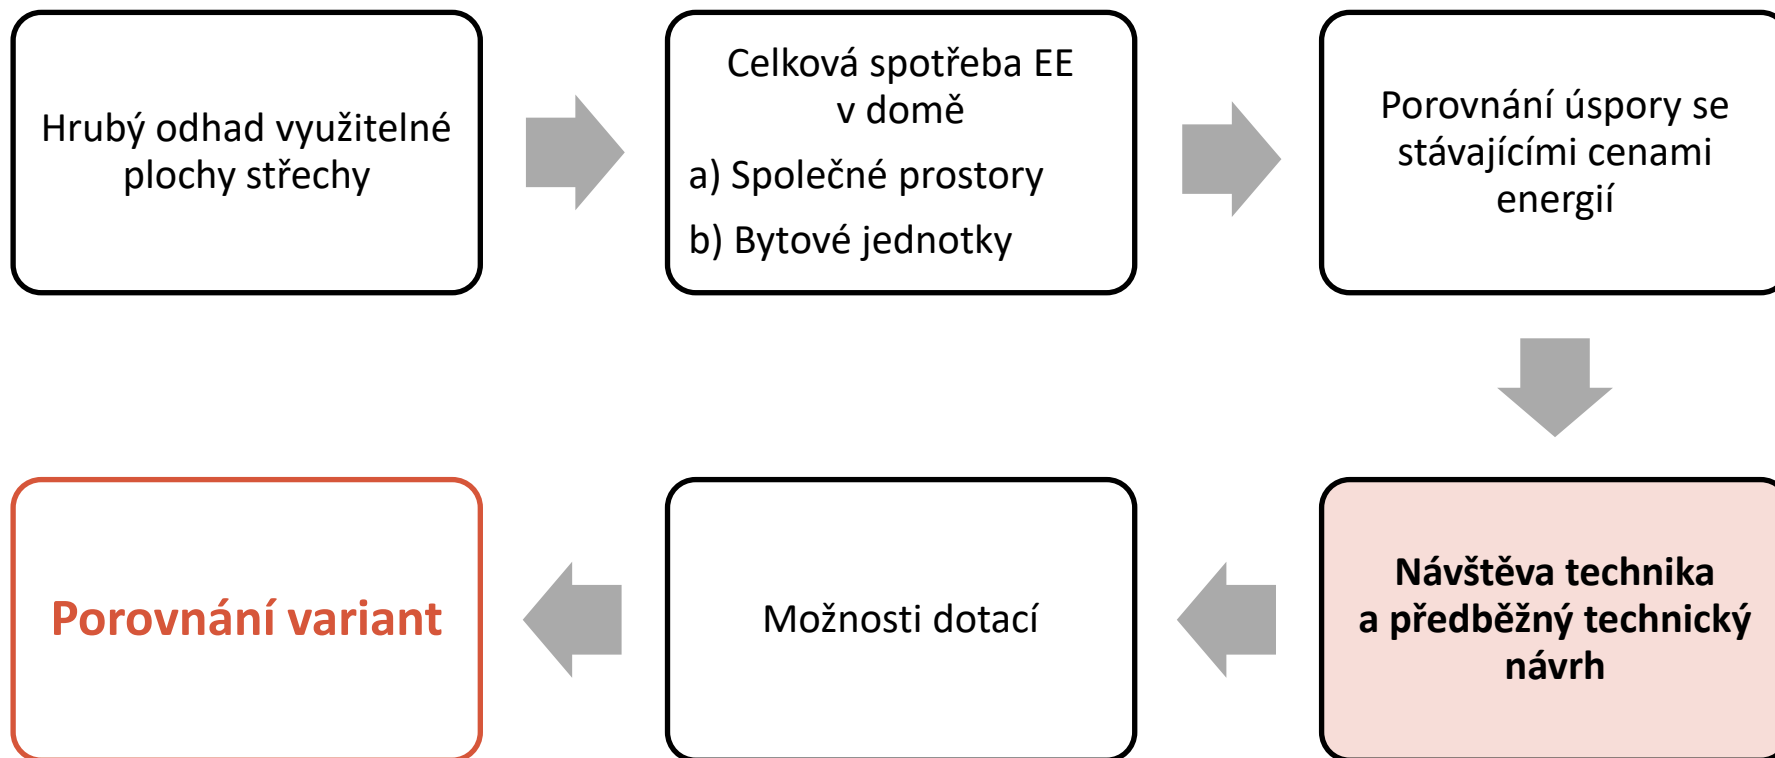 Hrubý odhad využitelné
plochy střechy
Celková spotřeba EE
v domě
a) Společné prostory
b) Bytové jednotky
Porovnání úspory se
stávajícími cenami
energií
Návštěva technika
a předběžný technický
návrh
Možnosti dotací
Porovnání variant